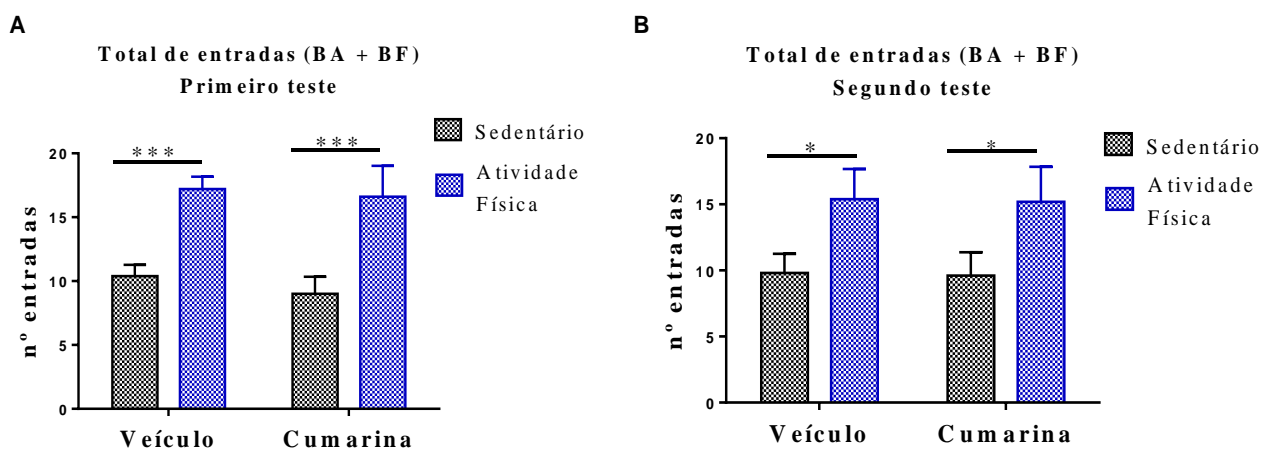 A
Total de entradas (BA + BF)
Primeiro teste
***
***
Sedentário
Atividade
Física
20
15
10
5
0
nº entradas
Veículo
Cumarina
B
Total de entradas (BA + BF)
Segundo teste
*
*
Sedentário
Atividade
Física
20
15
10
5
0
nº entradas
Veículo
Cumarina